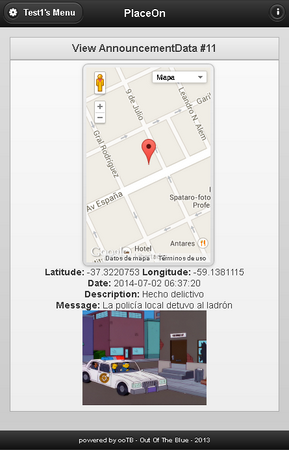 Test1's Menu
PlaceOn
View AnnouncementData #11
Mapa
9 de Julio
Leandro N. Alem
Gral Rodríguez
Av España
Spataro-foto
Profe
Antares
Hotel
Google
Datos de mapa
Términos de uso
Latitude: -37.3220753 Longitude: -59.1381115
Date: 2014-07-02 06:37:20
Description: Hecho delictivo
Message: La policía local detuvo al ladrón
powered by ooTB - Out Of The Blue - 2013